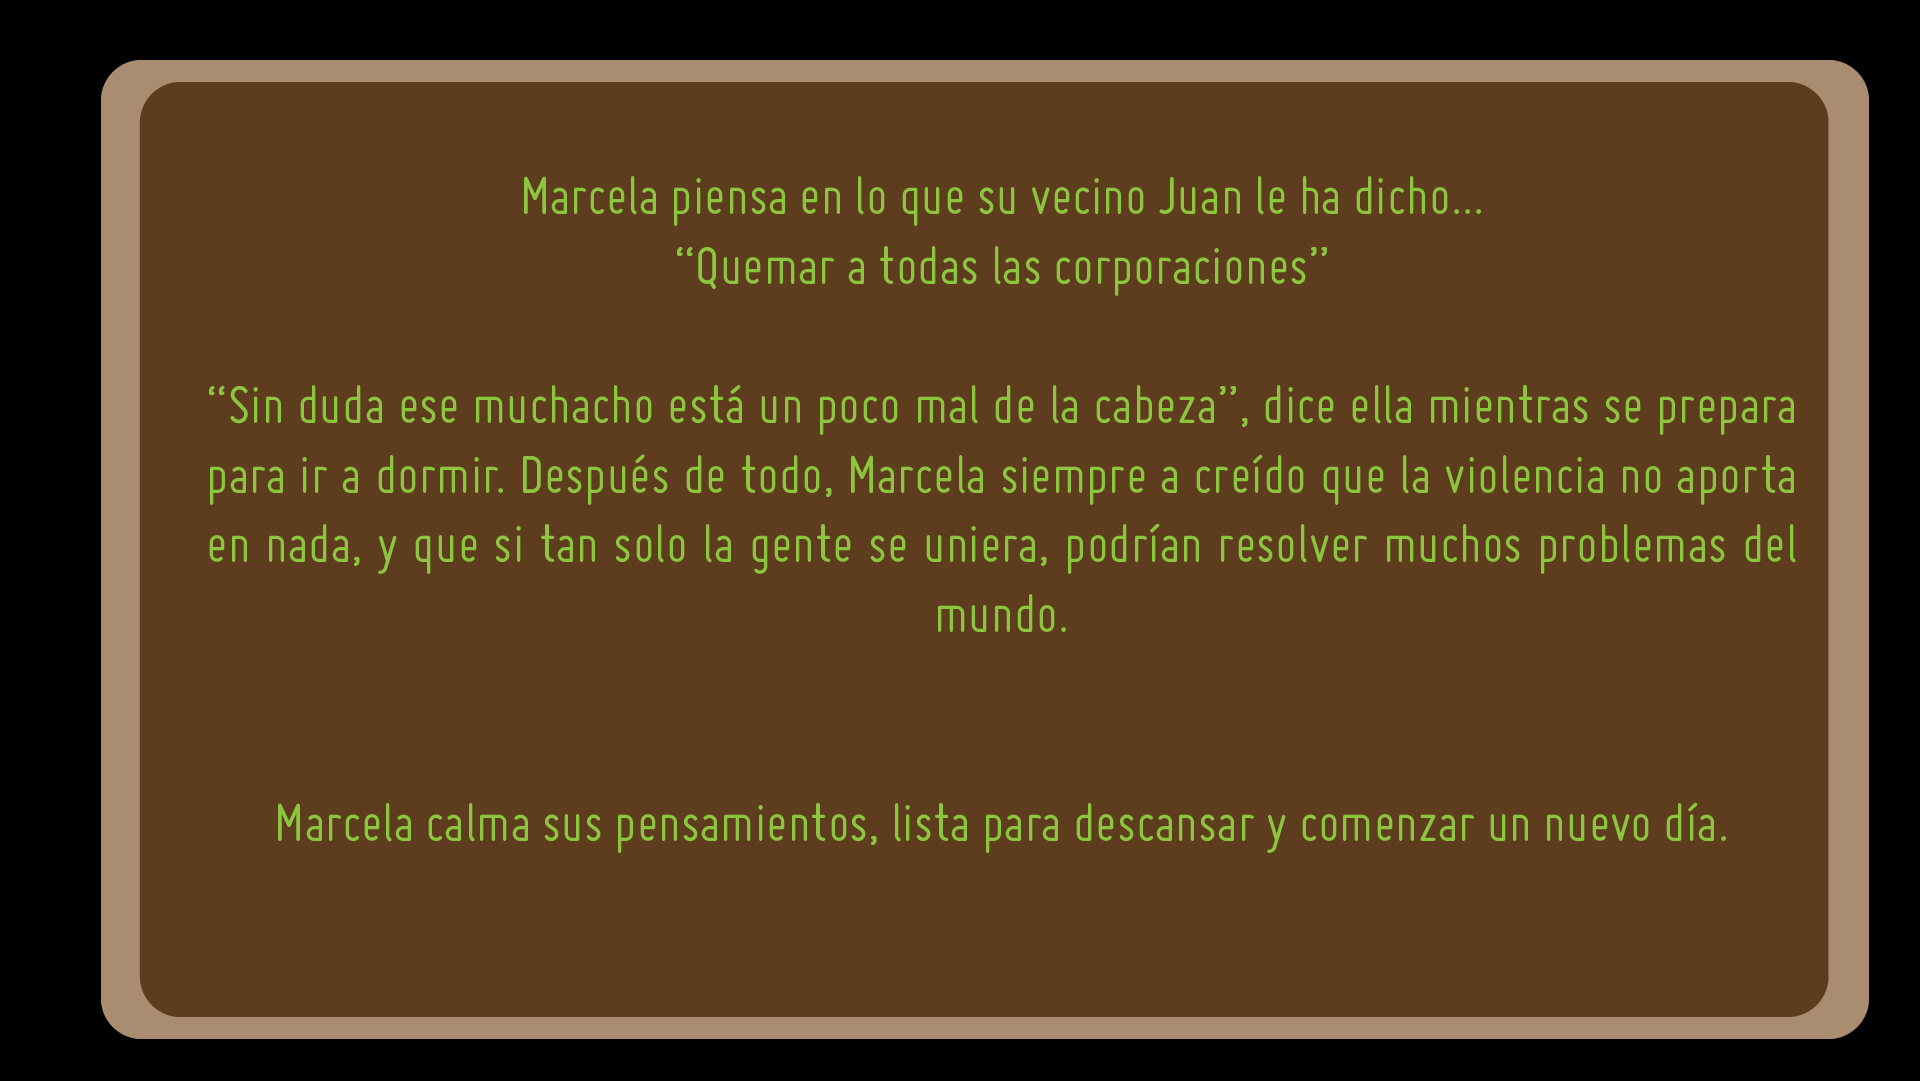 Marcela piensa en lo que su vecino Juan le ha dicho...
“Quemar a todas las corporaciones”
“Sin duda ese muchacho está un poco mal de la cabeza”, dice ella mientras se prepara
para ir a dormir. Después de todo, Marcela siempre a creído que la violencia no aporta
en nada, y que si tan solo la gente se uniera, podrían resolver muchos problemas del
mundo.
Marcela calma sus pensamientos, lista para descansar y comenzar un nuevo día.